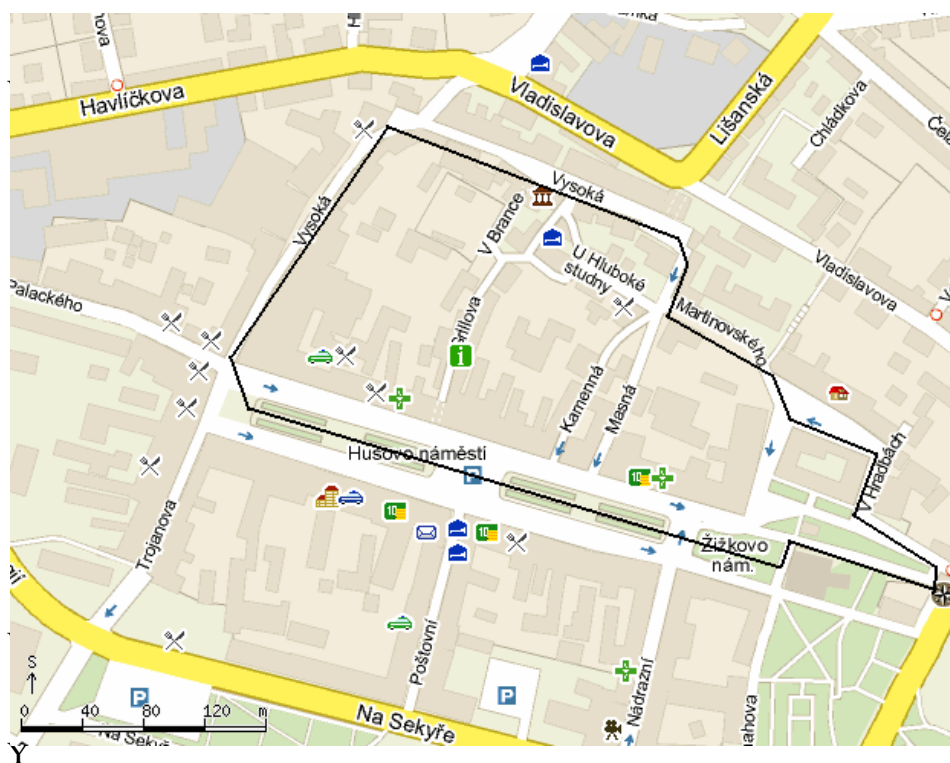 Havlíčkova
Vladislavova
Lišanská
Chládkova
Vysoká
Vysoká
V Brance
U Hluboké
studny
Vladislavova
Palackého
Martinovského
Kamenná
Masná
Husovo náměstí
V Hradbách
Žižkovo
nám.
Trojanova
Poštovní
Nádražní
Na Sekyře
S
0 40 80 120 m